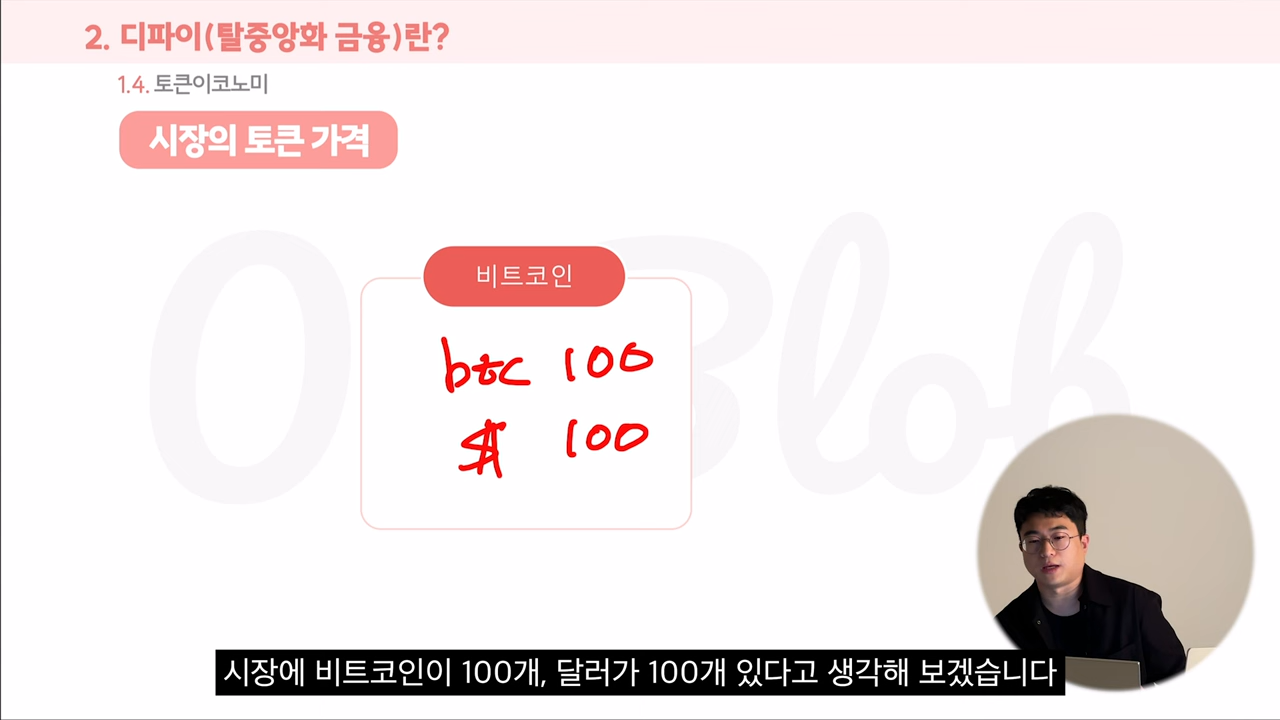 2. 디파이(탈중앙화 금융)란?
1.4. 토큰이코노미
시장의 토큰 가격
비트코인
btc 100
$ 100
시장에 비트코인이 100개, 달러가 100개 있다고 생각해 보겠습니다